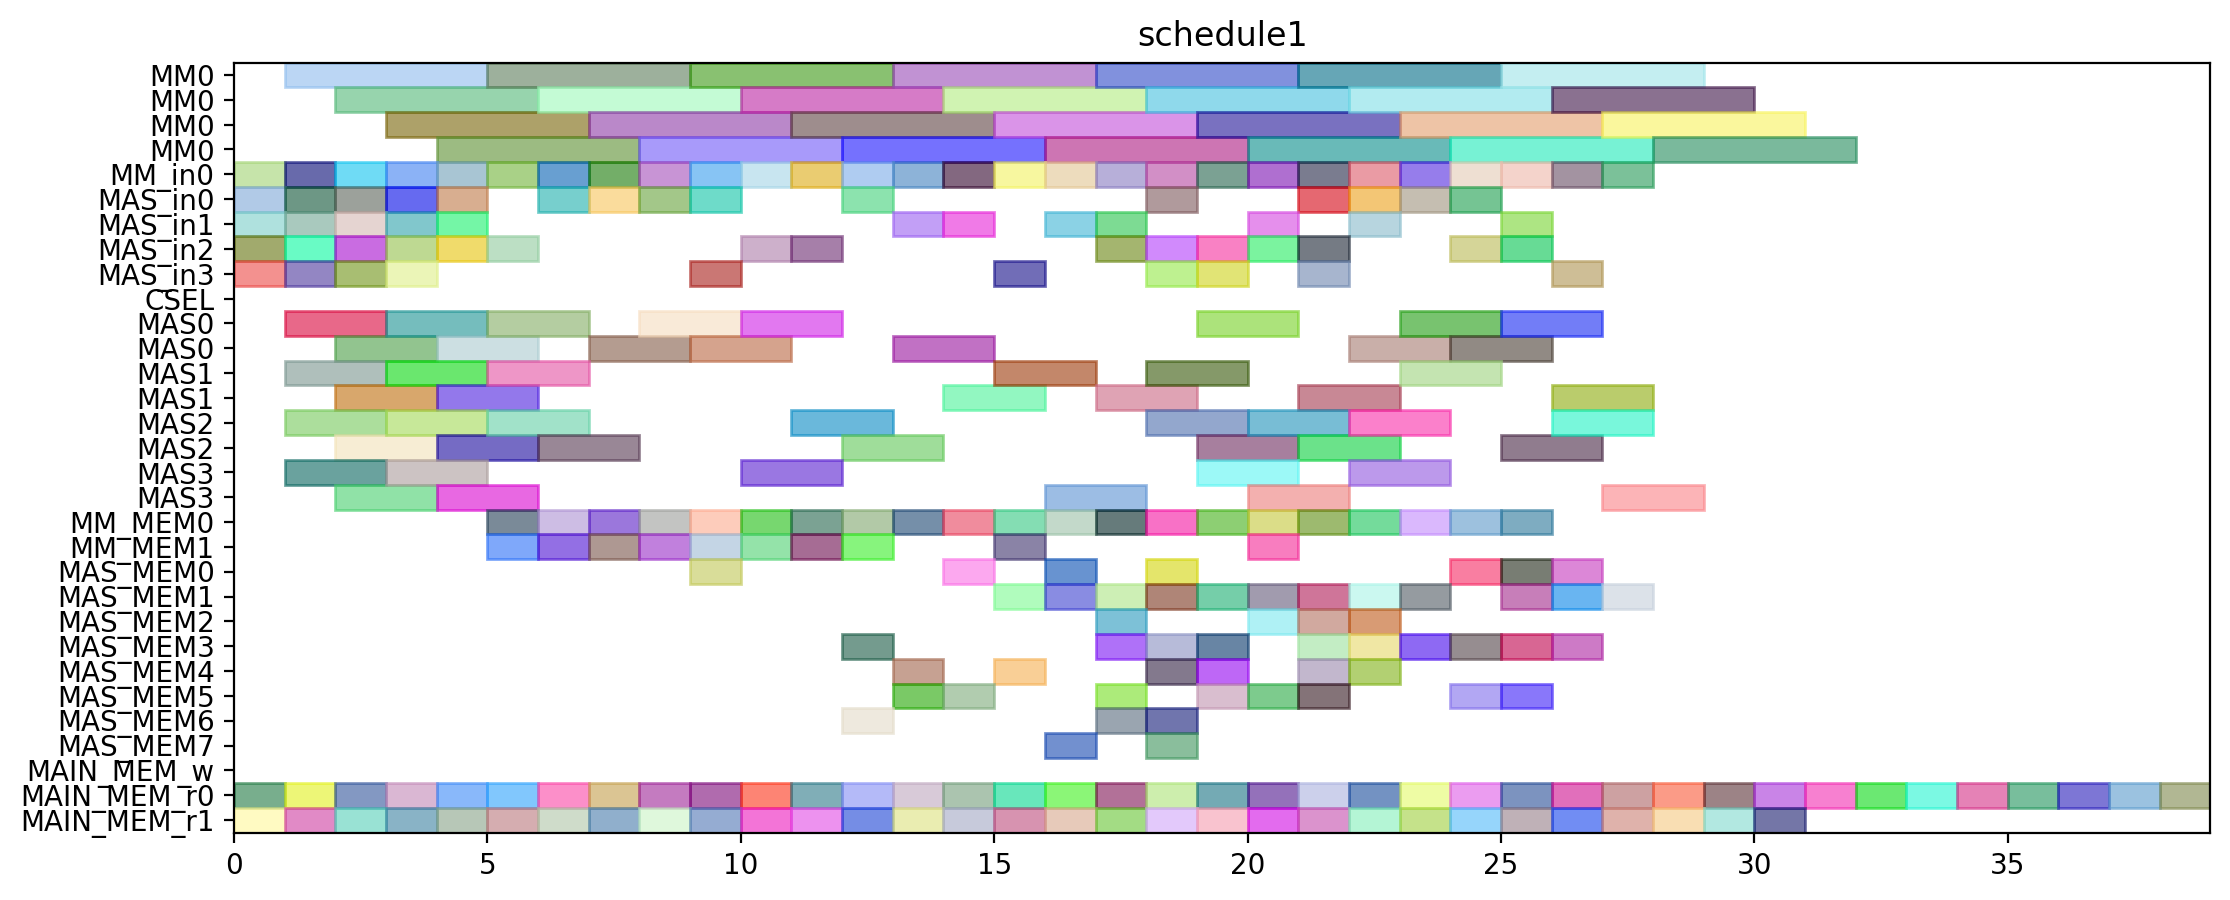 schedule1
MM0
MM0
MM0
MM0
MM_in0
MAS_in0
MAS_in1
MAS_in2
MAS_in3
CSEL
MAS0
MAS0
MAS1
MAS1
MAS2
MAS2
MAS3
MAS3
MM_MEM0
MM_MEM1
MAS_MEM0
MAS_MEM1
MAS_MEM2
MAS_MEM3
MAS_MEM4
MAS_MEM5
MAS_MEM6
MAS_MEM7
MAIN_MEM_w
MAIN_MEM_r0
MAIN_MEM_r1
0 5 10 15 20 25 30 35